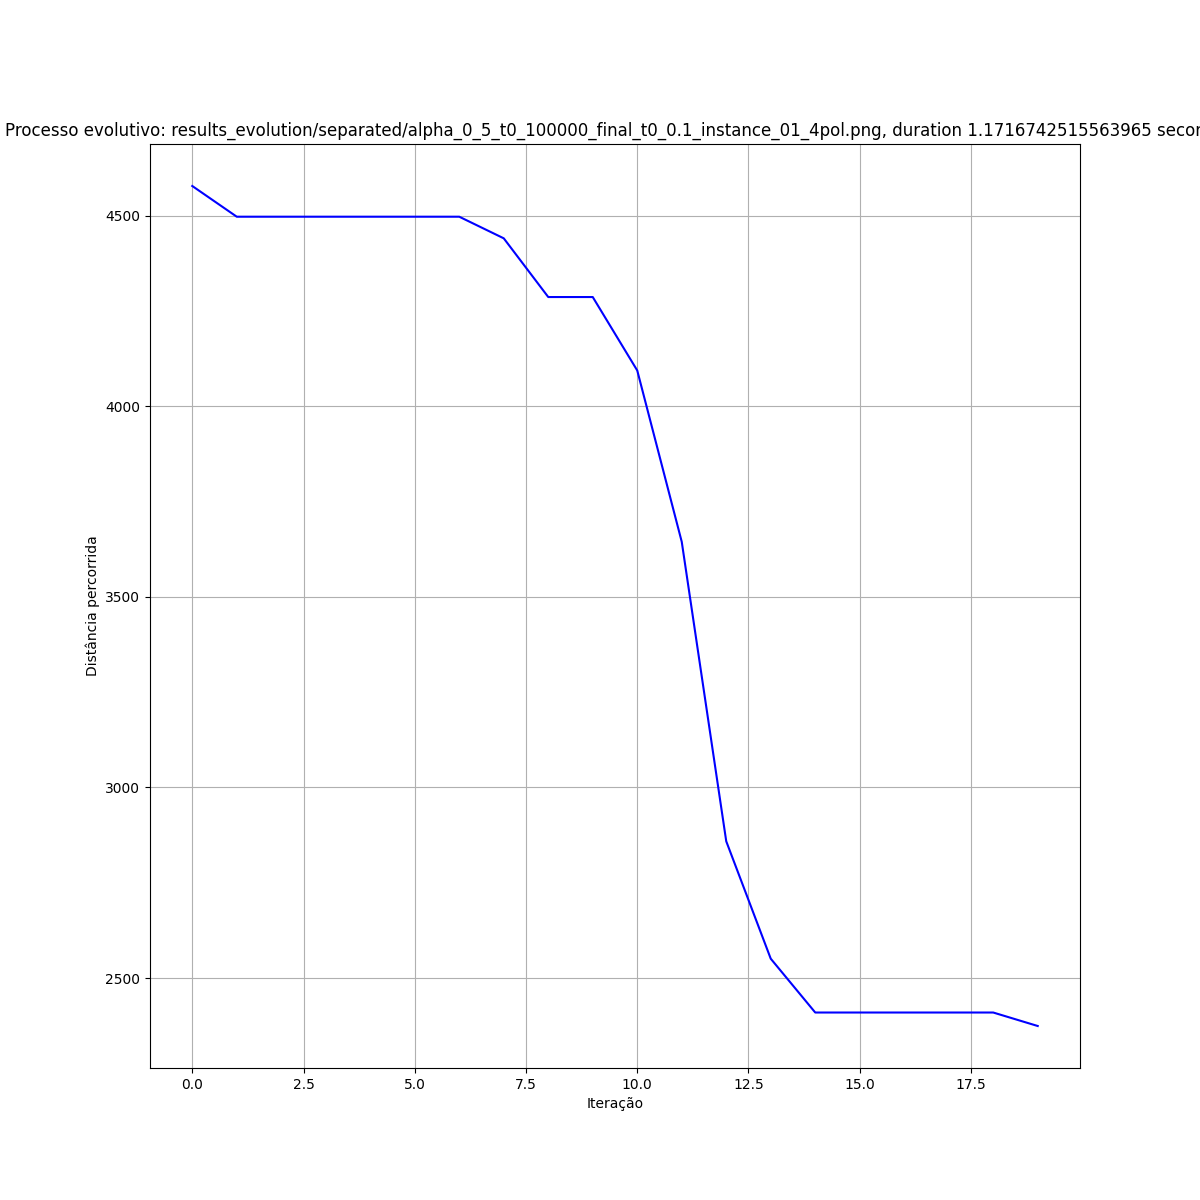 Processo evolutivo: results_evolution/separated/alpha_0_5_t0_100000_final_t0_0.1_instance_01_4pol.png, duration 1.1716742515563965
4500
4000
3500
3000
2500
Distância percorrida
0.0 2.5 5.0 7.5 10.0 12.5 15.0 17.5
Iteração